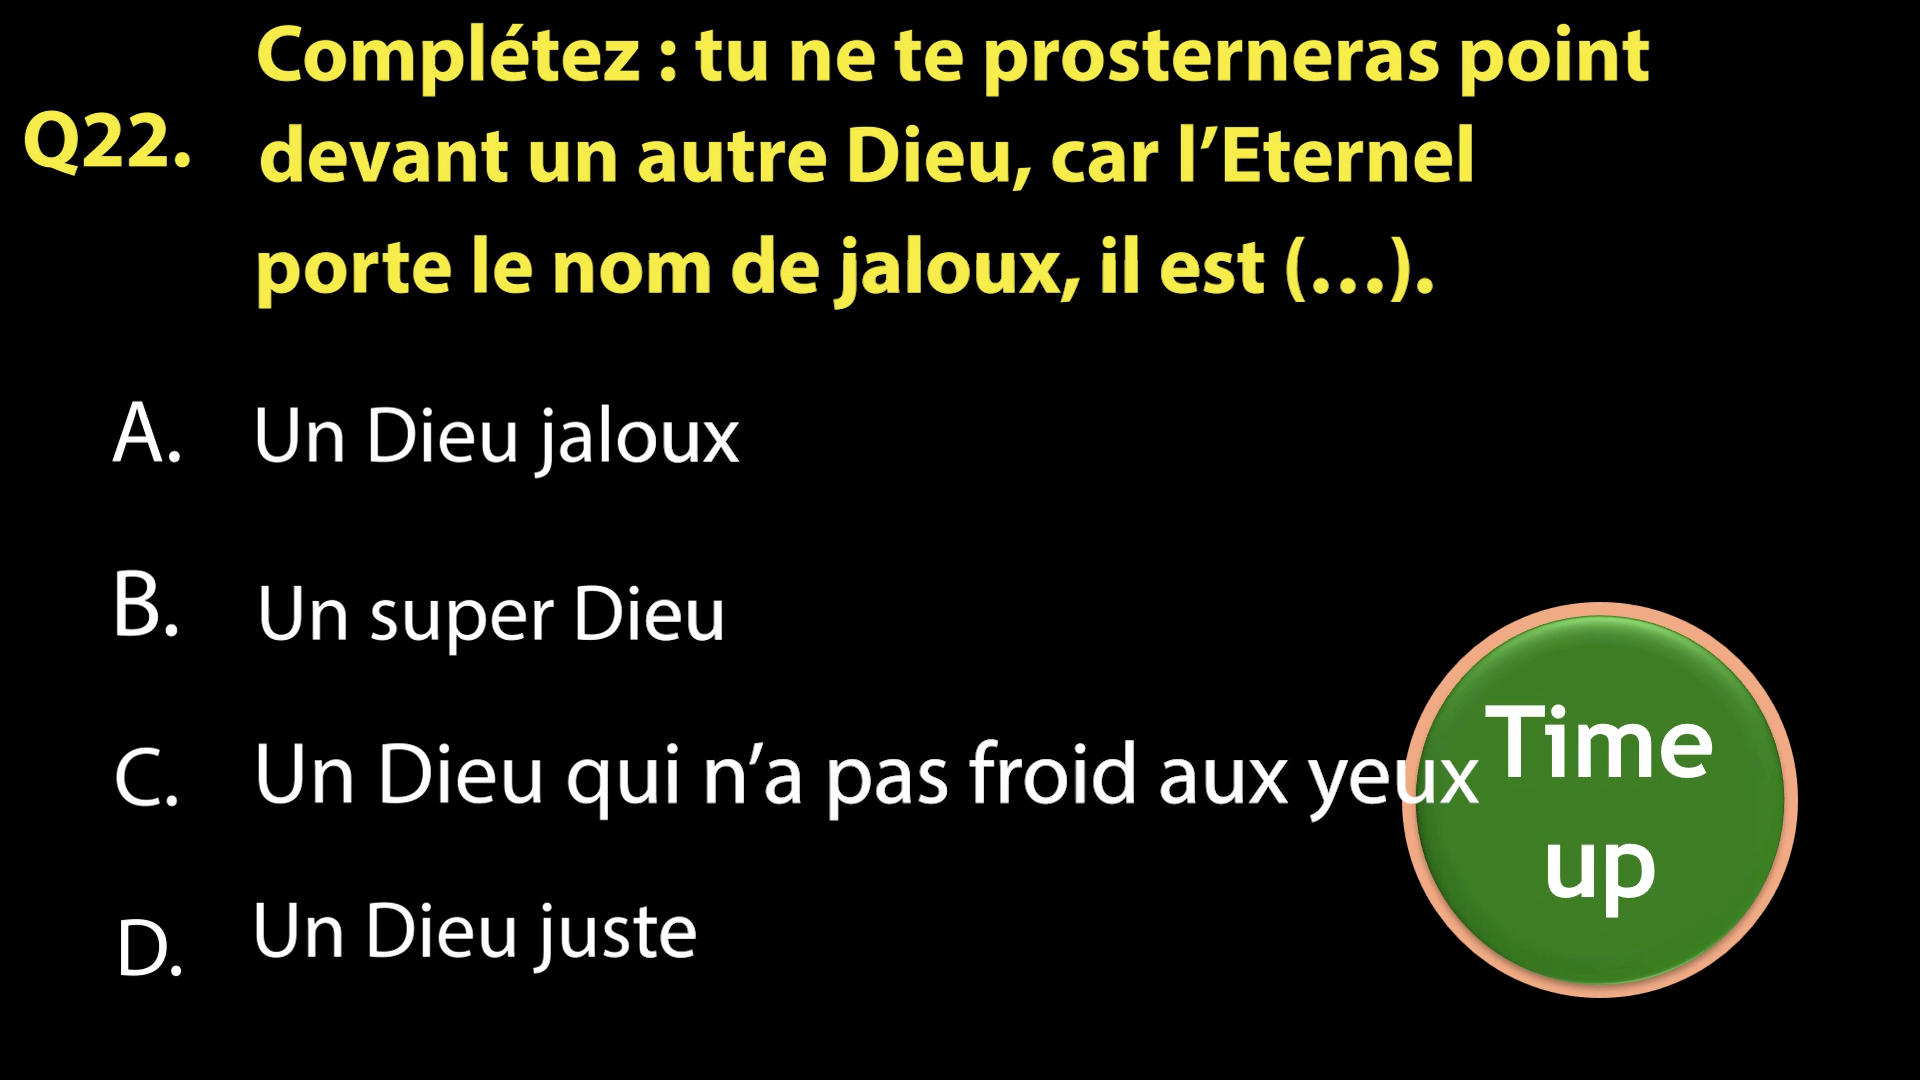 Complétez : tu ne te prosterneras point
Q22. devant un autre Dieu, car l’Eternel
porte le nom de jaloux, il est (…).
A. Un Dieu jaloux
B. Un super Dieu
C. Un Dieu qui n’a pas froid aux yeux
D. Un Dieu juste
Time
up